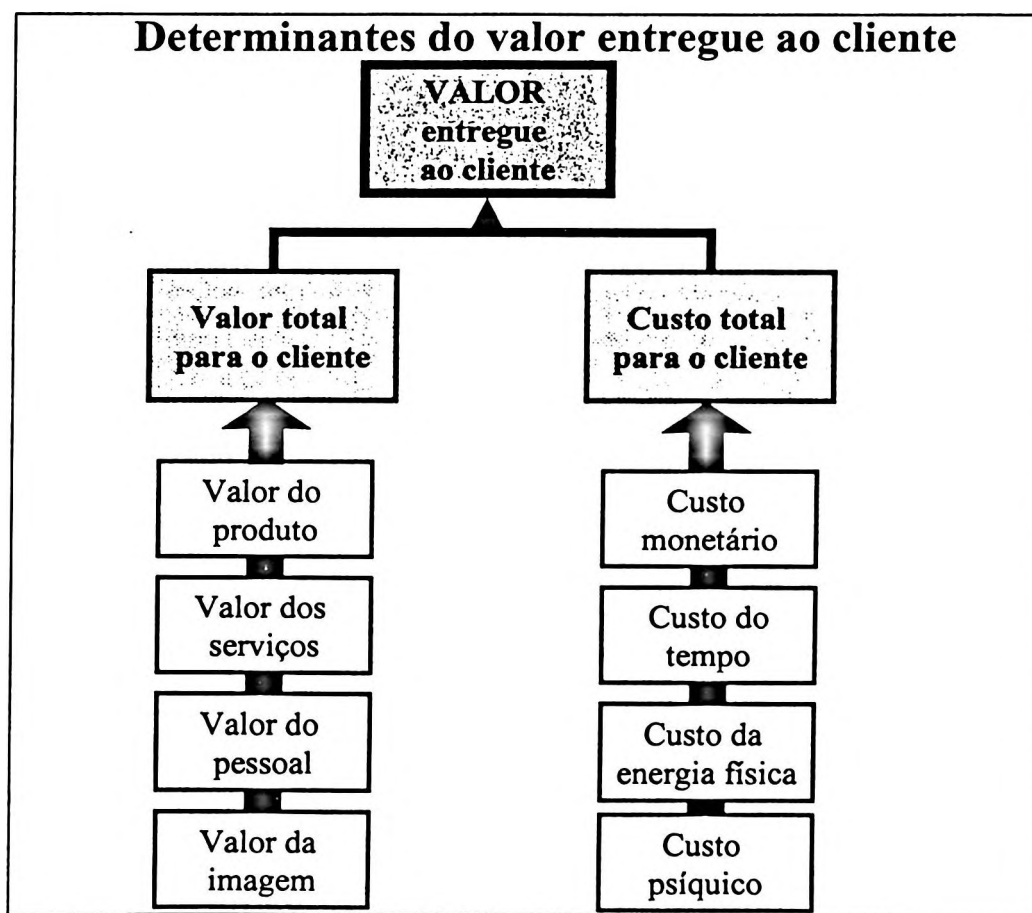 Determinantes do valor entregue ao cliente
VALOR
entregue
ao cliente
Valor total
para o cliente
Valor do
produto
Valor dos
serviços
Valor do
pessoal
Valor da
imagem
Custo total
para o cliente
Custo
monetário
Custo do
tempo
Custo da
energia física
Custo
psíquico